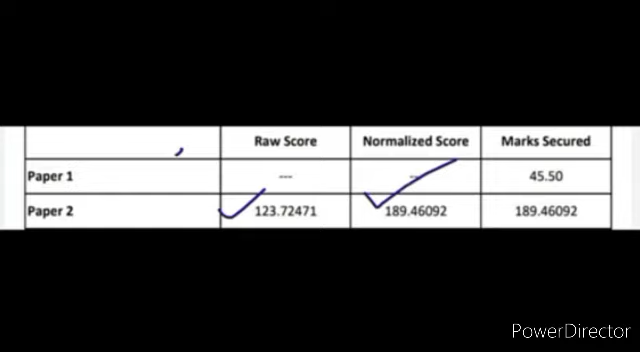 Raw Score Normalized Score Marks Secured
Paper 1 --- -- 45.50
Paper 2 123.72471 189.46092 189.46092
PowerDirector